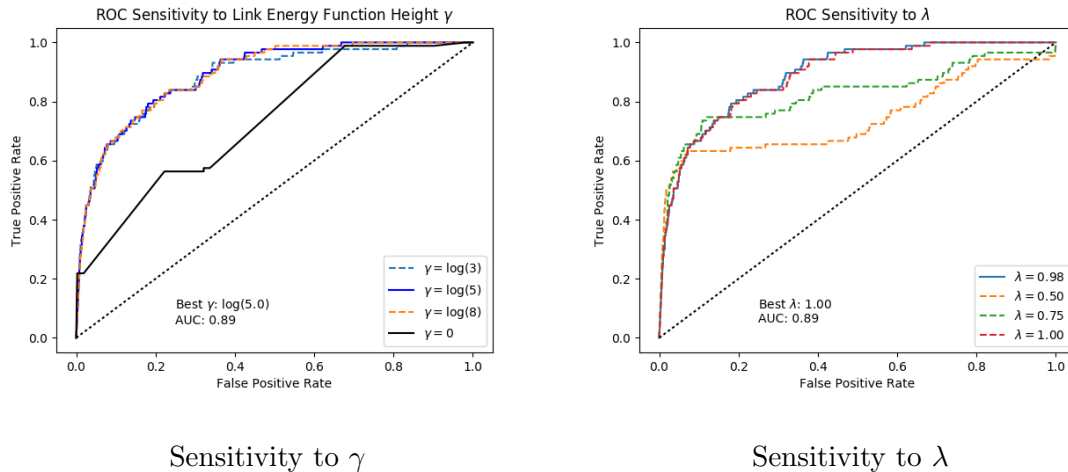 ROC Sensitivity to Link Energy Function Height γ
True Positive Rate
1.0
0.8
0.6
0.4
0.2
0.0
Best γ: log(5.0)
AUC: 0.89
γ = log(3)
γ = log(5)
γ = log(8)
γ = 0
0.0 0.2 0.4 0.6 0.8 1.0
False Positive Rate
Sensitivity to γ
ROC Sensitivity to λ
True Positive Rate
1.0
0.8
0.6
0.4
0.2
0.0
Best λ: 1.00
AUC: 0.89
λ = 0.98
λ = 0.50
λ = 0.75
λ = 1.00
0.0 0.2 0.4 0.6 0.8 1.0
False Positive Rate
Sensitivity to λ